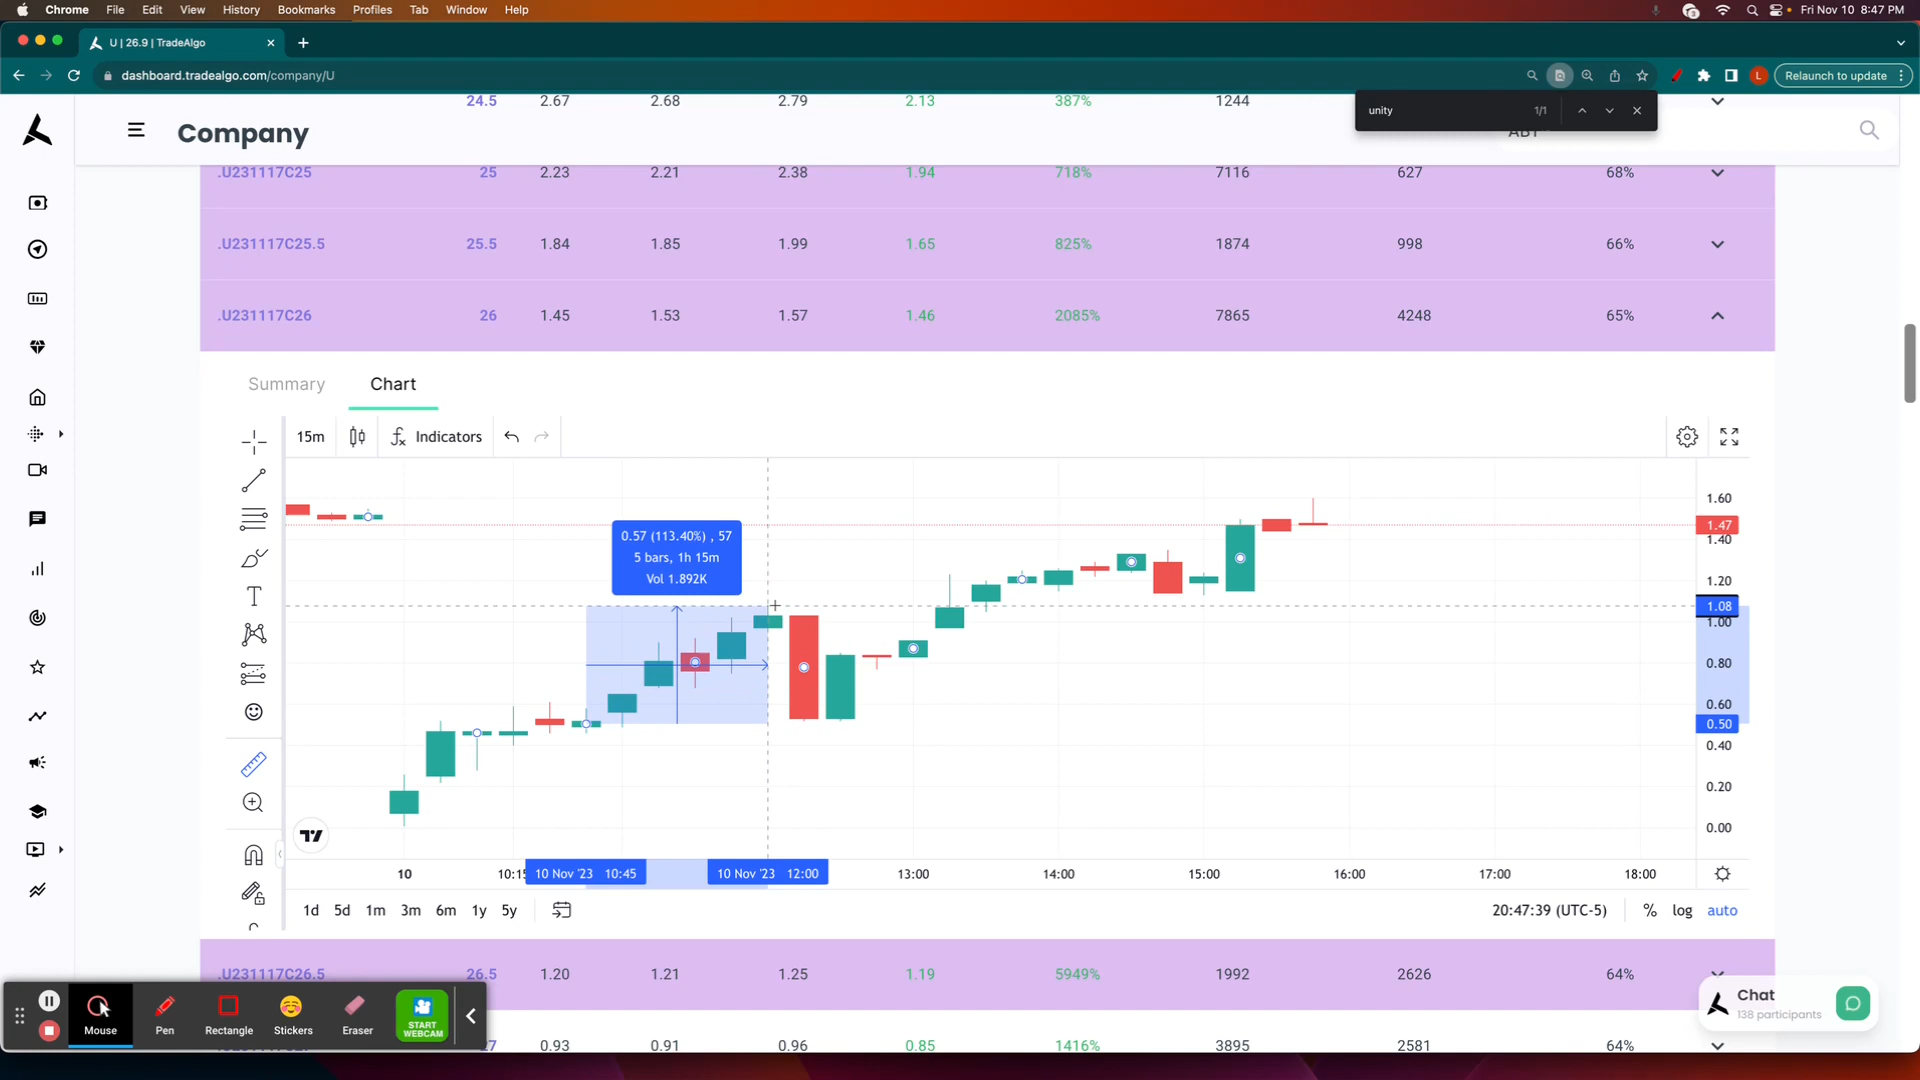 Chrome File Edit View History Bookmarks Profiles Tab Window Help Fri Nov 10 8:47 PM
U | 26.9 | TradeAlgo
dashboard.tradealgo.com/company/U L Relaunch to update
unity 1/1
24.5 2.67 2.68 2.79 2.13 387% 1244
Company
.U231117C25 25 2.23 2.21 2.38 1.94 718% 7116 627 68%
.U231117C25.5 25.5 1.84 1.85 1.99 1.65 825% 1874 998 66%
.U231117C26 26 1.45 1.53 1.57 1.46 2085% 7865 4248 65%
Summary Chart
15m Indicators
1.60
1.47
1.40
1.20
1.08
1.00
0.80
0.60
0.50
0.40
0.20
0.00
0.57 (113.40%) , 57
5 bars, 1h 15m
Vol 1.892K
10 10:15 10 Nov '23 10:45 10 Nov '23 12:00 13:00 14:00 15:00 16:00 17:00 18:00
1d 5d 1m 3m 6m 1y 5y 20:47:39 (UTC-5) % log auto
.U231117C26.5 26.5 1.20 1.21 1.25 1.19 5949% 1992 2626 64%
27 0.93 0.91 0.96 0.85 1416% 3895 2581 64%
Mouse Pen Rectangle Stickers Eraser START
WEBCAM
Chat
138 participants